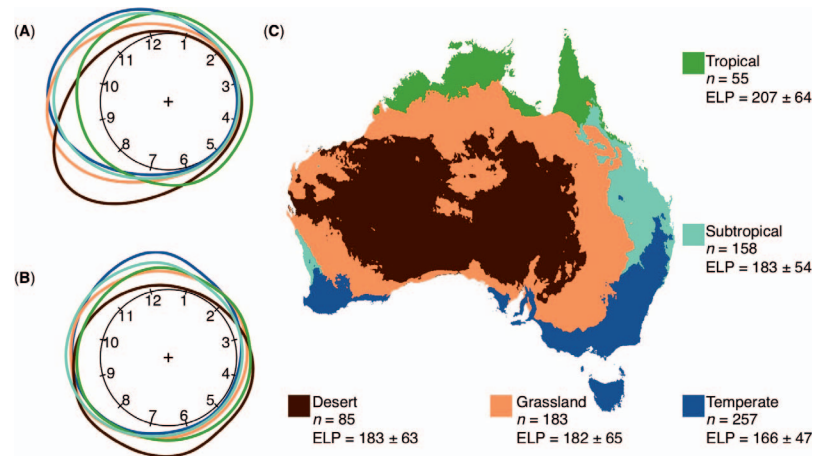 (A)
12
1
2
3
4
5
6
7
8
9
10
11
(B)
12
1
2
3
4
5
6
7
8
9
10
11
(C)
Tropical
n = 55
ELP = 207 ± 64
Subtropical
n = 158
ELP = 183 ± 54
Desert
n = 85
ELP = 183 ± 63
Grassland
n = 183
ELP = 182 ± 65
Temperate
n = 257
ELP = 166 ± 47